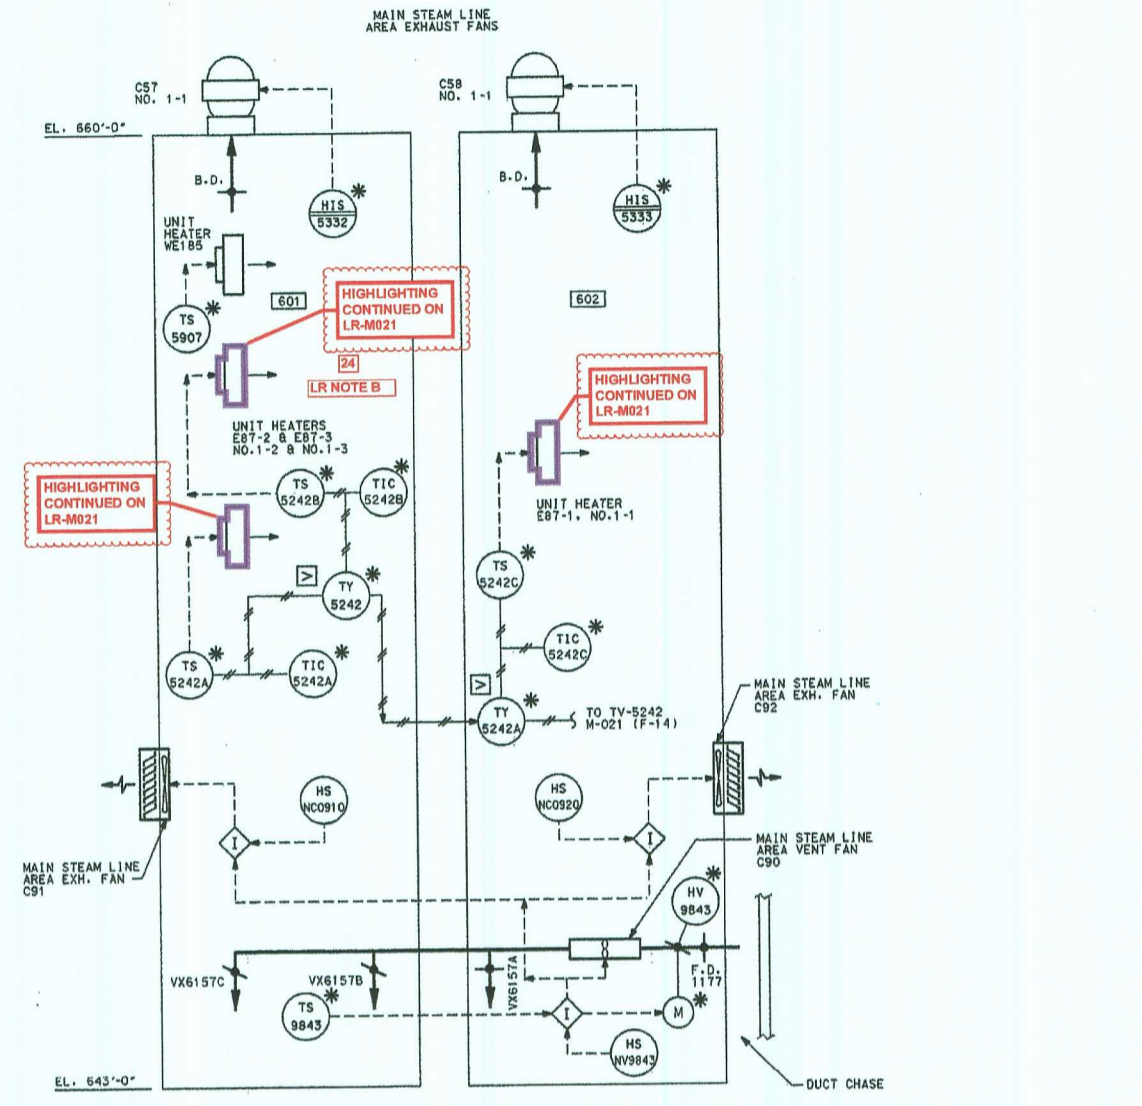 MAIN STEAM LINE
AREA EXHAUST FANS
C57
NO. 1-1
C58
NO. 1-1
EL. 660'-0"
B.D.
HIS
5332
B.D.
HIS
5333
UNIT
HEATER
WE185
TS
5907
601
HIGHLIGHTING
CONTINUED ON
LR-M021
24
LR NOTE B
602
HIGHLIGHTING
CONTINUED ON
LR-M021
UNIT HEATERS
E87-2 & E87-3
NO.1-2 & NO.1-3
HIGHLIGHTING
CONTINUED ON
LR-M021
TS
5242B
TIC
5242B
UNIT HEATER
E87-1, NO.1-1
V
TY
5242
TS
5242C
TIC
5242C
TS
5242A
TIC
5242A
V
TY
5242A
TO TV-5242
M-021 (F-14)
MAIN STEAM LINE
AREA EXH. FAN
C92
HS
NC0910
HS
NC0920
I
I
MAIN STEAM LINE
AREA EXH. FAN
C91
MAIN STEAM LINE
AREA VENT FAN
C90
HV
9843
VX6157C
VX6157B
VX6157A
F.D.
1177
TS
9843
I
M
HS
NV9843
EL. 643'-0"
DUCT CHASE